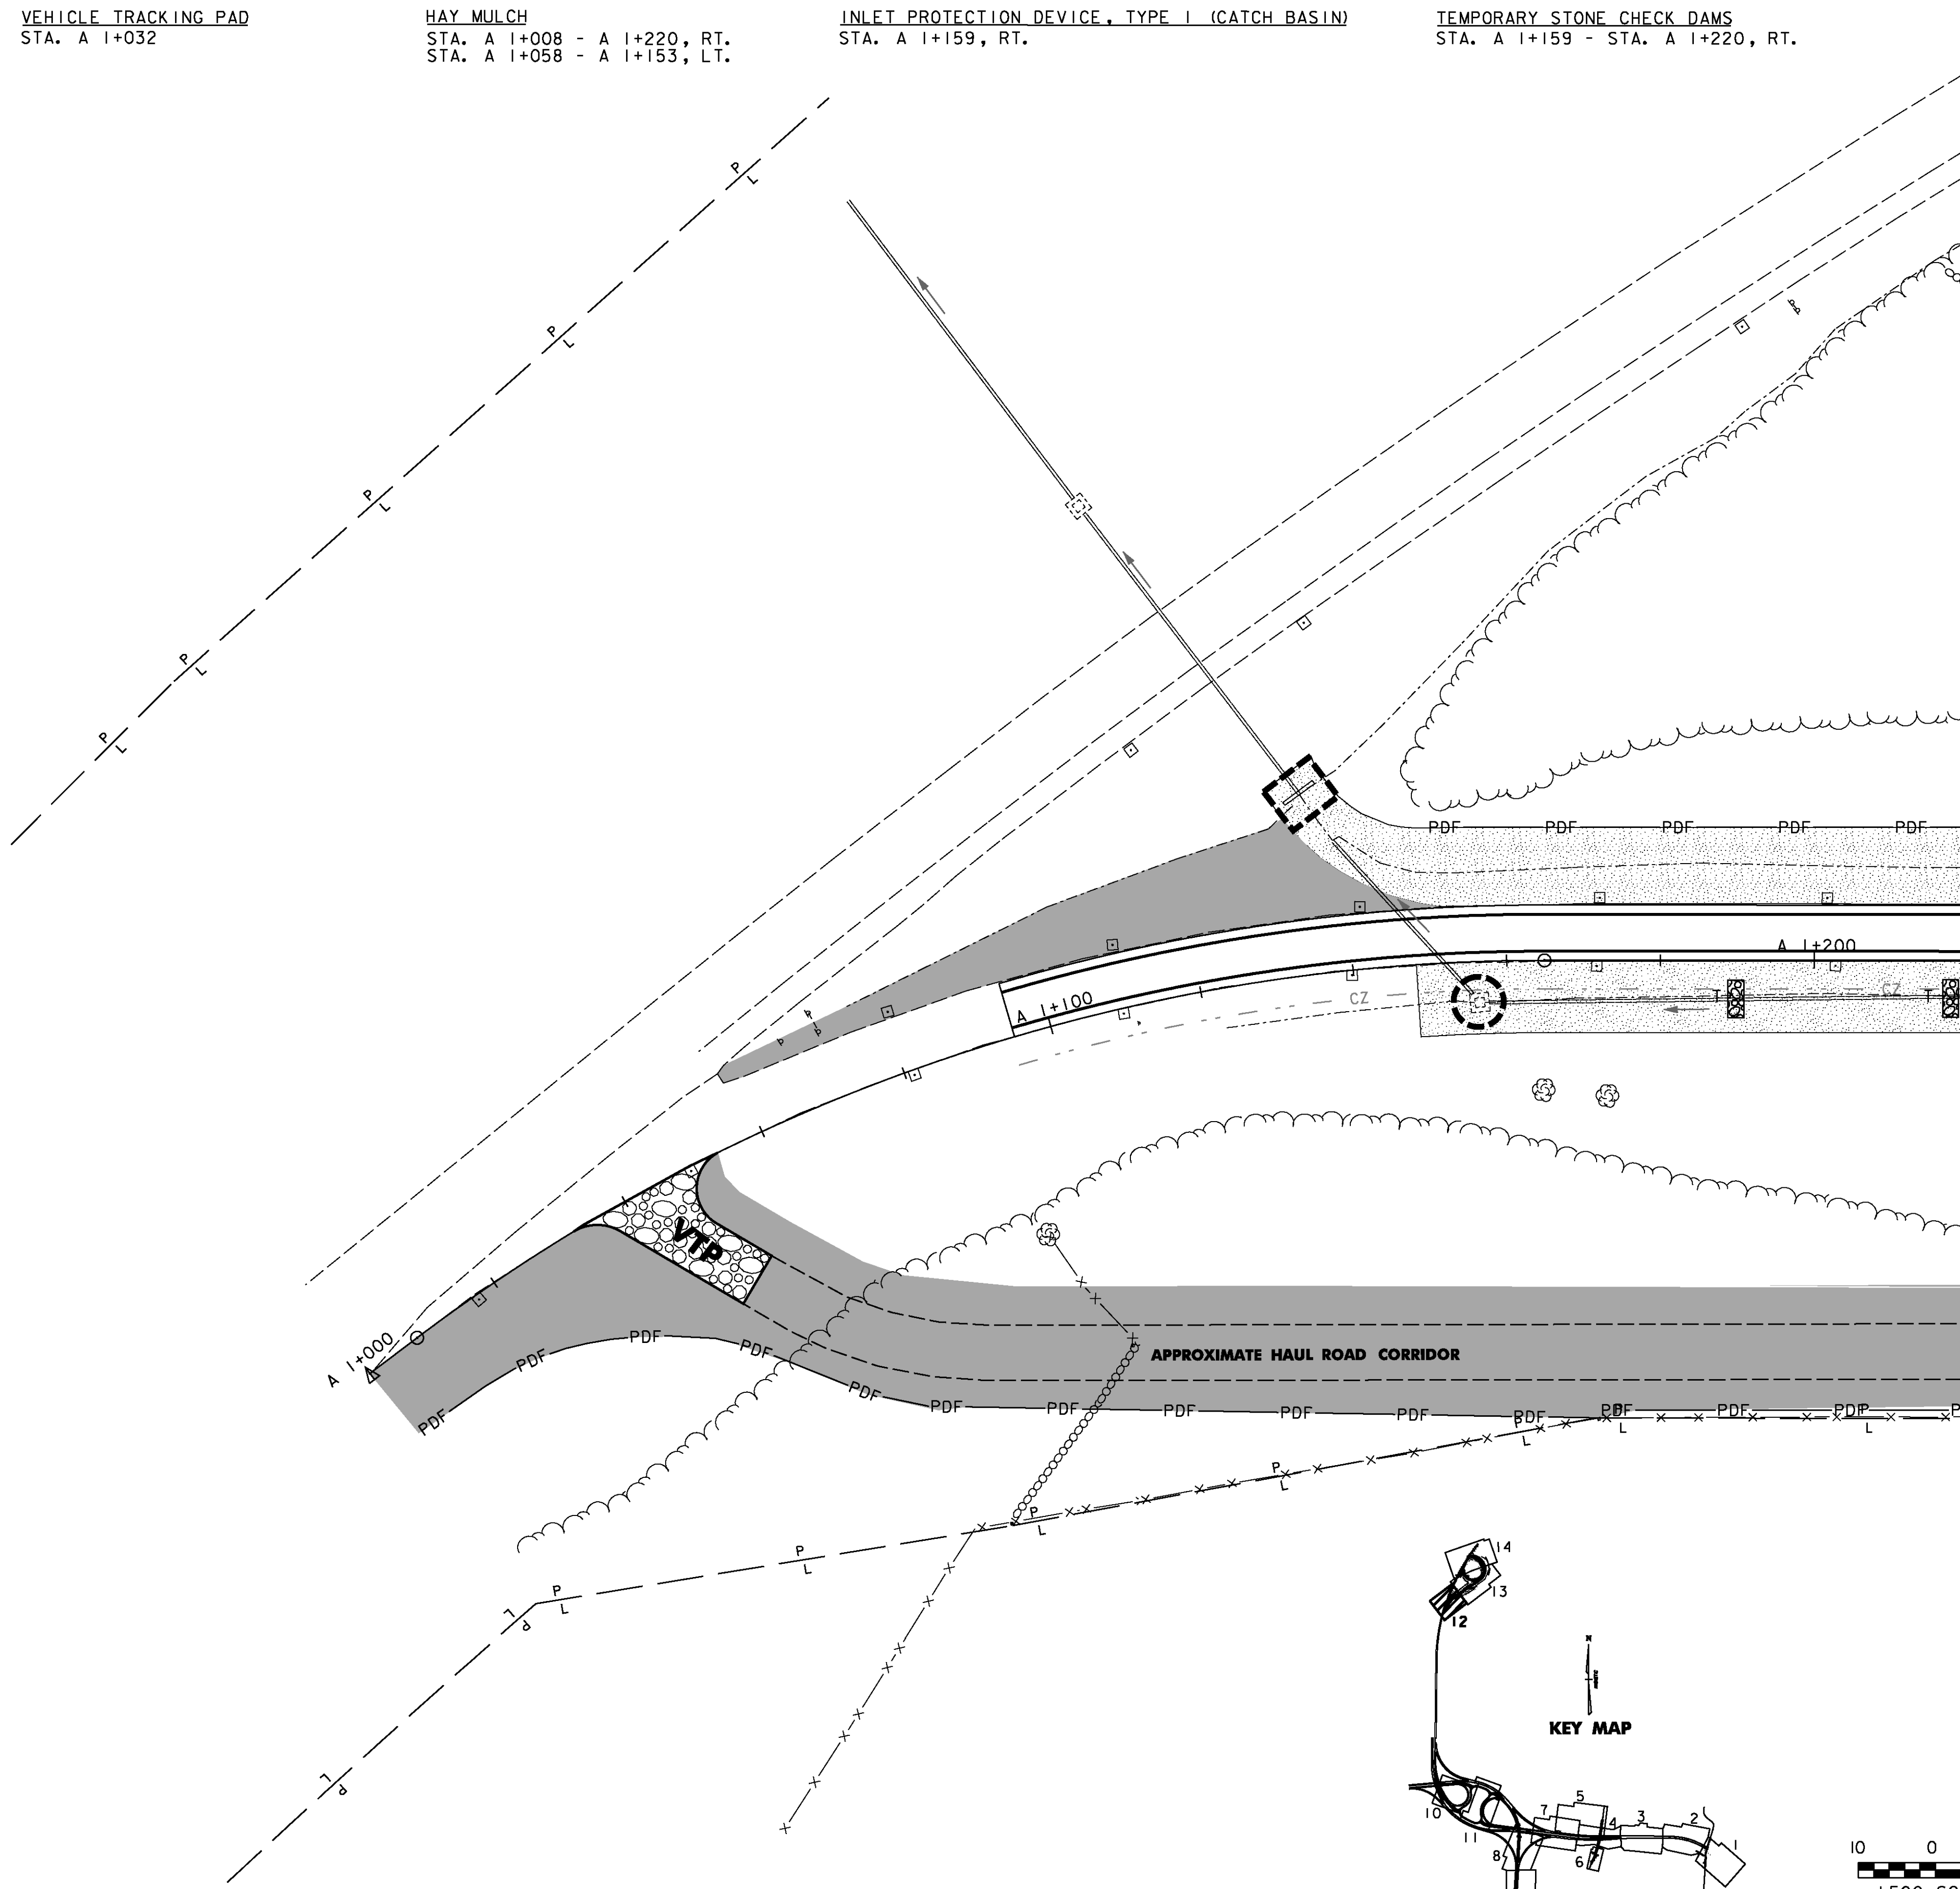 VEHICLE TRACKING PAD
STA. A 1+032
HAY MULCH
STA. A 1+008 - A 1+220, RT.
STA. A 1+058 - A 1+153, LT.
INLET PROTECTION DEVICE, TYPE I (CATCH BASIN)
STA. A 1+159, RT.
TEMPORARY STONE CHECK DAMS
STA. A 1+159 - STA. A 1+220, RT.
P
L
P
L
P
L
P
L
P
L
PDF PDF PDF PDF PDF
A 1+200
A 1+100
CZ
CZ
T
T
VTP
A 1+000
PDF PDF PDF PDF PDF
APPROXIMATE HAUL ROAD CORRIDOR
PDF PDF PDF PDF PDF PDF PDF PDF PDF
P
L
P
L
P
L
P
L
P
L
P
L
P
L
P
L
P
L
14
13
12
KEY MAP
10
11
7
5
4
3
2
1
8
6
10 0